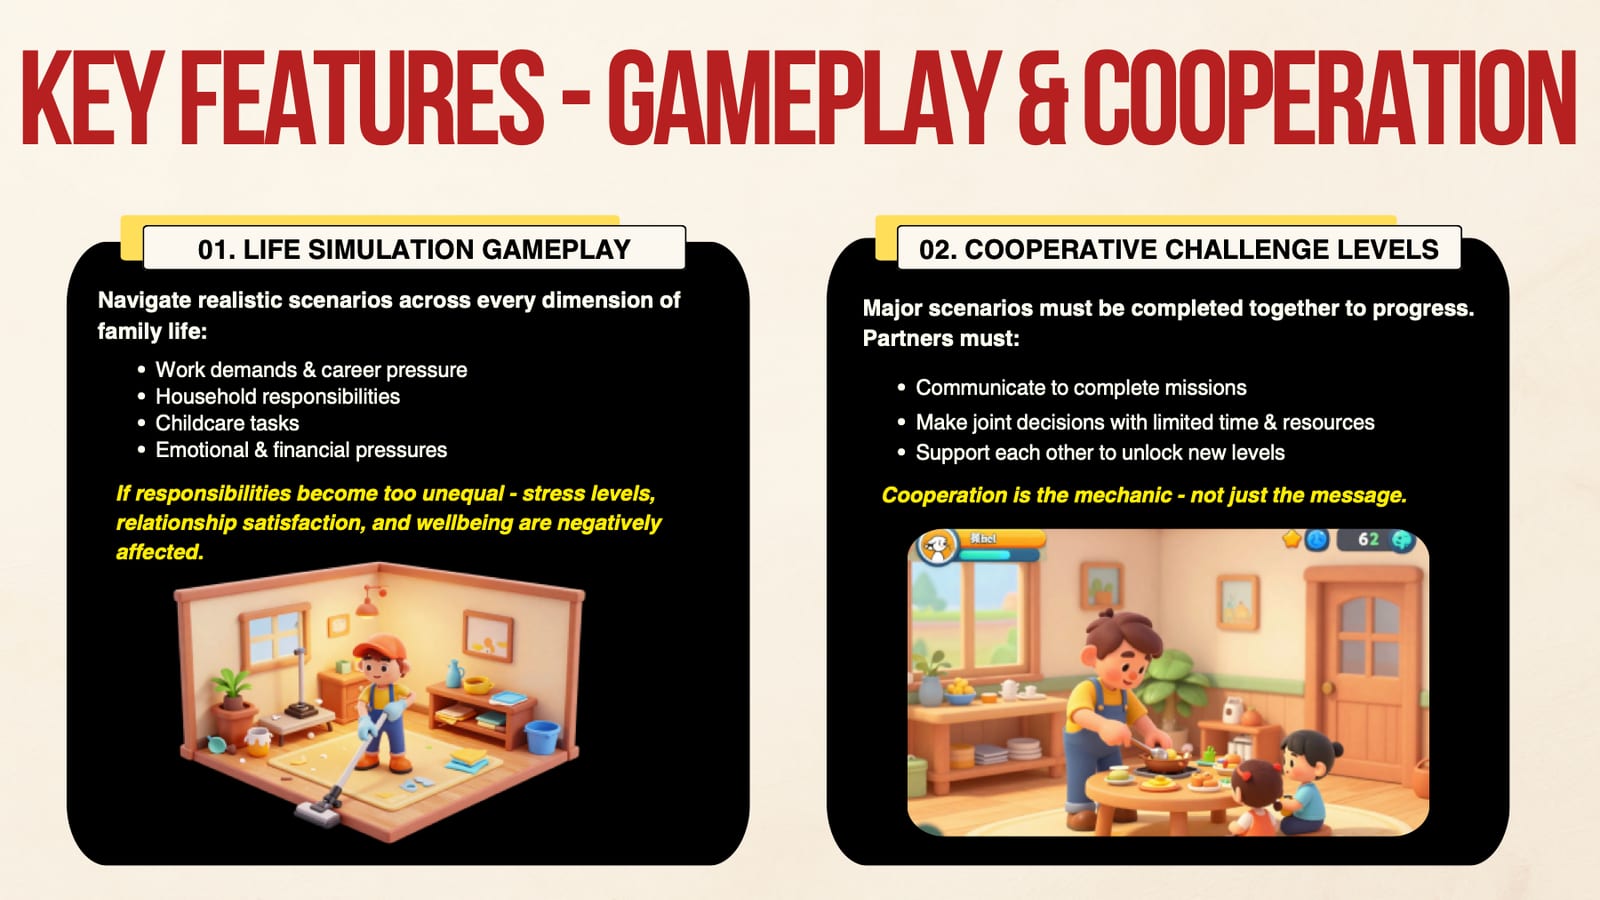 KEY FEATURES - GAMEPLAY & COOPERATION
01. LIFE SIMULATION GAMEPLAY
Navigate realistic scenarios across every dimension of
family life:
• Work demands & career pressure
• Household responsibilities
• Childcare tasks
• Emotional & financial pressures
If responsibilities become too unequal - stress levels,
relationship satisfaction, and wellbeing are negatively
affected.
02. COOPERATIVE CHALLENGE LEVELS
Major scenarios must be completed together to progress.
Partners must:
• Communicate to complete missions
• Make joint decisions with limited time & resources
• Support each other to unlock new levels
Cooperation is the mechanic - not just the message.
62